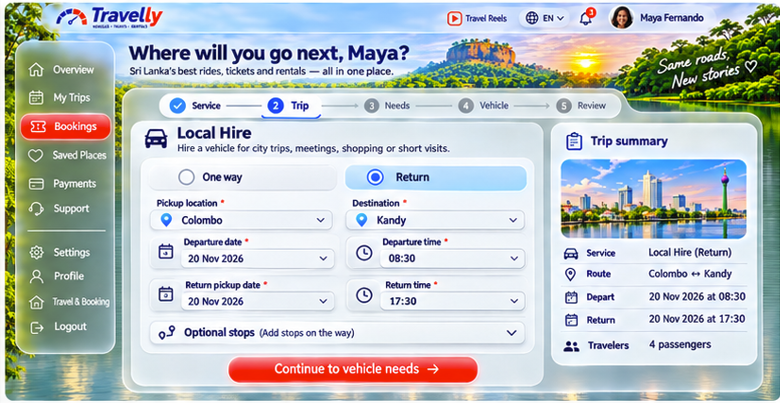 Travelly
VEHICLES • TICKETS • RENTALS
Travel Reels
EN
3
Maya Fernando
Where will you go next, Maya?
Sri Lanka's best rides, tickets and rentals — all in one place.
Same roads,
New stories ♡
Overview
My Trips
Bookings
Saved Places
Payments
Support
Settings
Profile
Travel & Booking
Logout
✓ Service
2 Trip
3 Needs
4 Vehicle
5 Review
Local Hire
Hire a vehicle for city trips, meetings, shopping or short visits.
One way
Return
Pickup location *
Colombo
Destination *
Kandy
Departure date *
20 Nov 2026
Departure time *
08:30
Return pickup date *
20 Nov 2026
Return time *
17:30
Optional stops (Add stops on the way)
Continue to vehicle needs →
Trip summary
Service Local Hire (Return)
Route Colombo ↔ Kandy
Depart 20 Nov 2026 at 08:30
Return 20 Nov 2026 at 17:30
Travelers 4 passengers